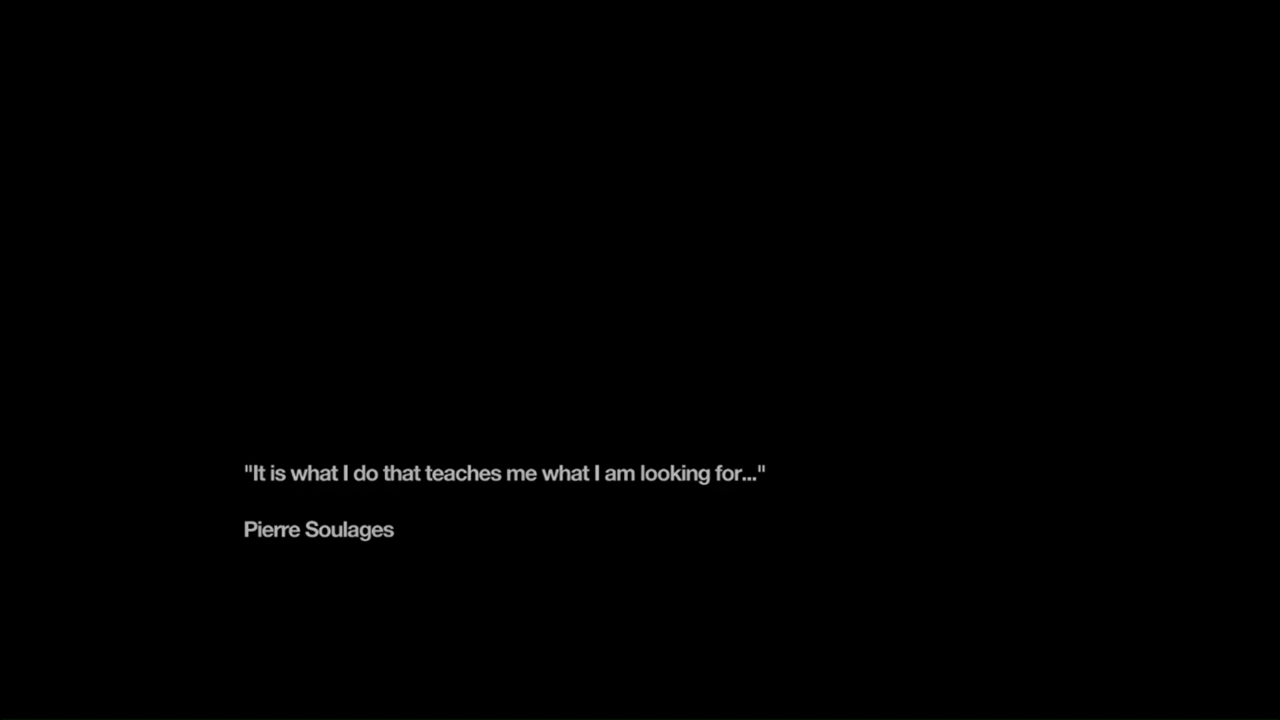 "It is what I do that teaches me what I am looking for..."
Pierre Soulages